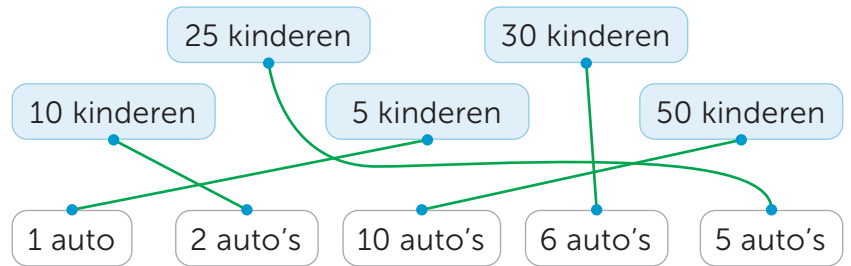 25 kinderen
30 kinderen
10 kinderen
5 kinderen
50 kinderen
1 auto
2 auto’s
10 auto’s
6 auto’s
5 auto’s